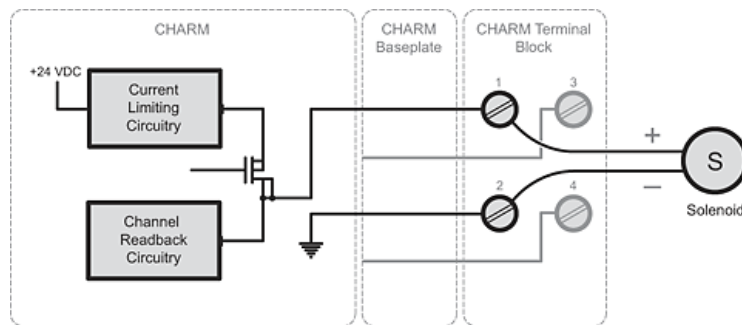 CHARM
CHARM
Baseplate
CHARM Terminal
Block
+24 VDC
Current
Limiting
Circuitry
Channel
Readback
Circuitry
1
3
2
4
+
–
S
Solenoid